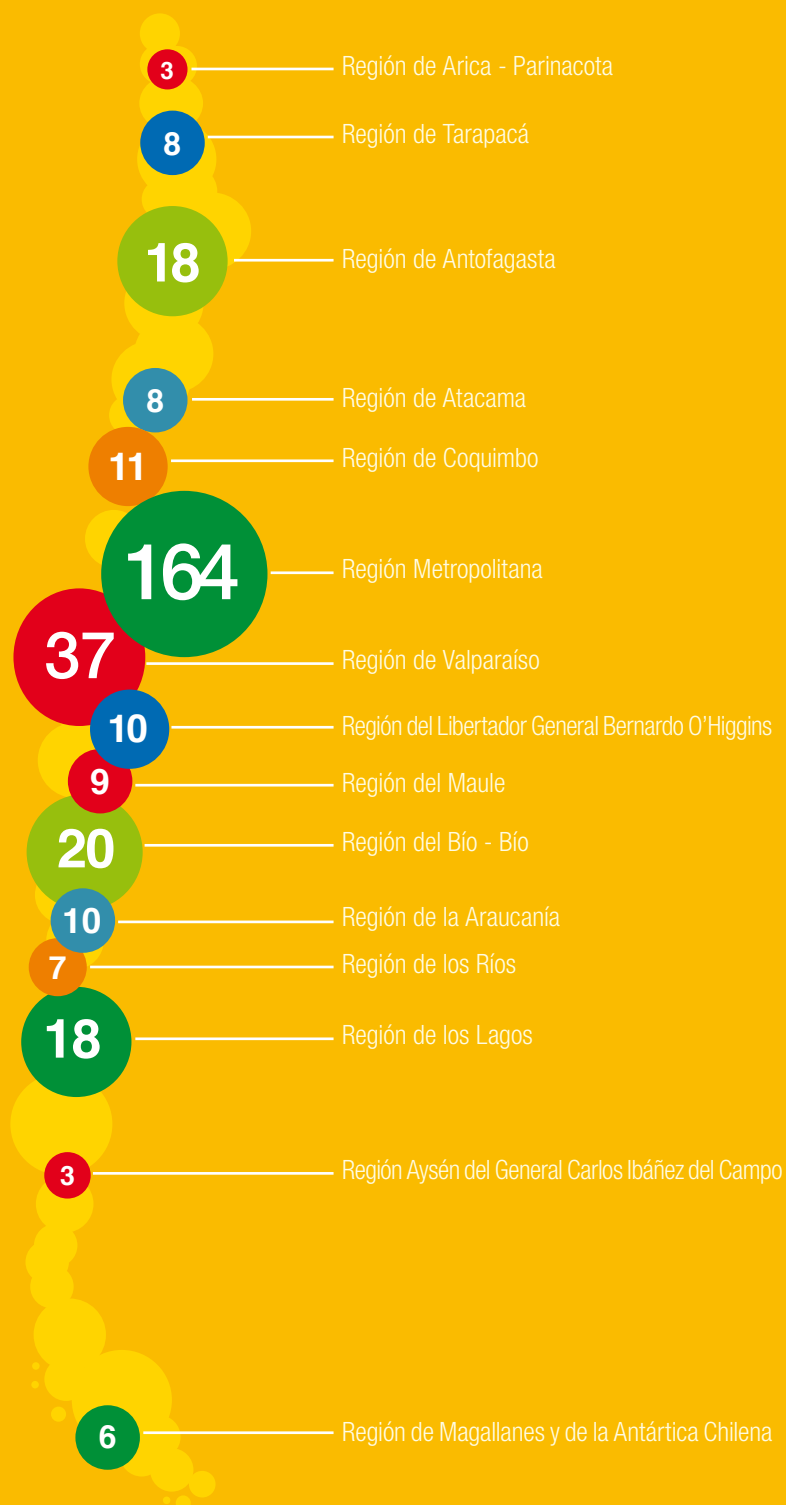 3 Región de Arica - Parinacota
8 Región de Tarapacá
18 Región de Antofagasta
8 Región de Atacama
11 Región de Coquimbo
164 Región Metropolitana
37 Región de Valparaíso
10 Región del Libertador General Bernardo O'Higgins
9 Región del Maule
20 Región del Bío - Bío
10 Región de la Araucanía
7 Región de los Ríos
18 Región de los Lagos
3 Región Aysén del General Carlos Ibáñez del Campo
6 Región de Magallanes y de la Antártica Chilena